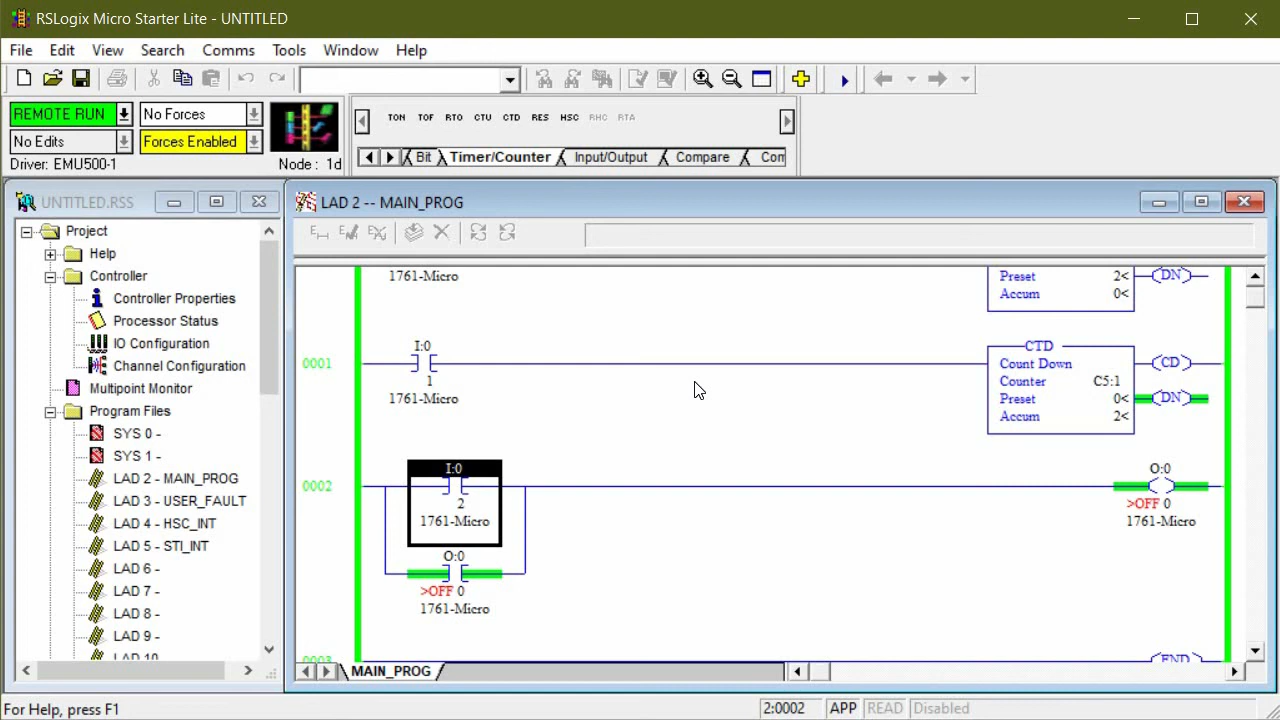 RSLogix Micro Starter Lite - UNTITLED
File Edit View Search Comms Tools Window Help
REMOTE RUN No Forces
No Edits Forces Enabled
Driver: EMU500-1 Node : 1d
TON TOF RTO CTU CTD RES HSC RHC RTA
Bit Timer/Counter Input/Output Compare Com
UNTITLED.RSS
Project
Help
Controller
Controller Properties
Processor Status
IO Configuration
Channel Configuration
Multipoint Monitor
Program Files
SYS 0 -
SYS 1 -
LAD 2 - MAIN_PROG
LAD 3 - USER_FAULT
LAD 4 - HSC_INT
LAD 5 - STI_INT
LAD 6 -
LAD 7 -
LAD 8 -
LAD 9 -
LAD 10
LAD 2 -- MAIN_PROG
1761-Micro
Preset 2< DN
Accum 0<
0001
I:0
1
1761-Micro
CTD
Count Down CD
Counter C5:1
Preset 0< DN
Accum 2<
0002
I:0
2
1761-Micro
O:0
>OFF 0
1761-Micro
O:0
>OFF 0
1761-Micro
0003
END
MAIN_PROG
For Help, press F1
2:0002 APP READ Disabled